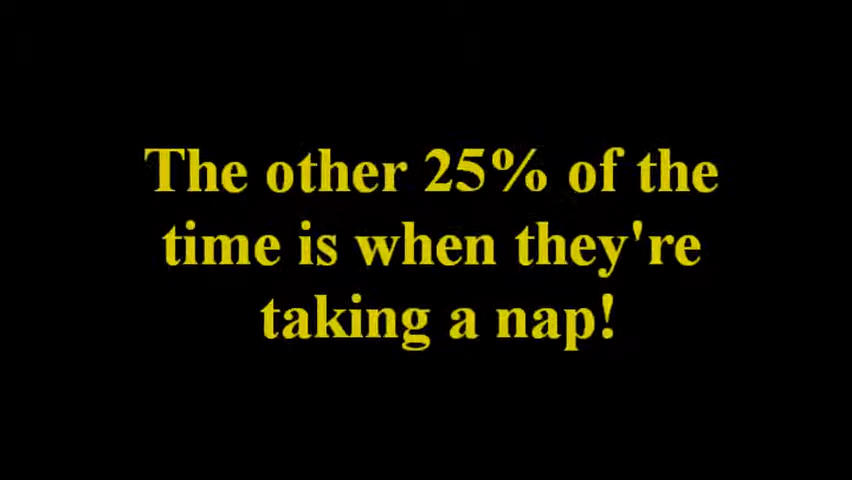 The other 25% of the
time is when they're
taking a nap!